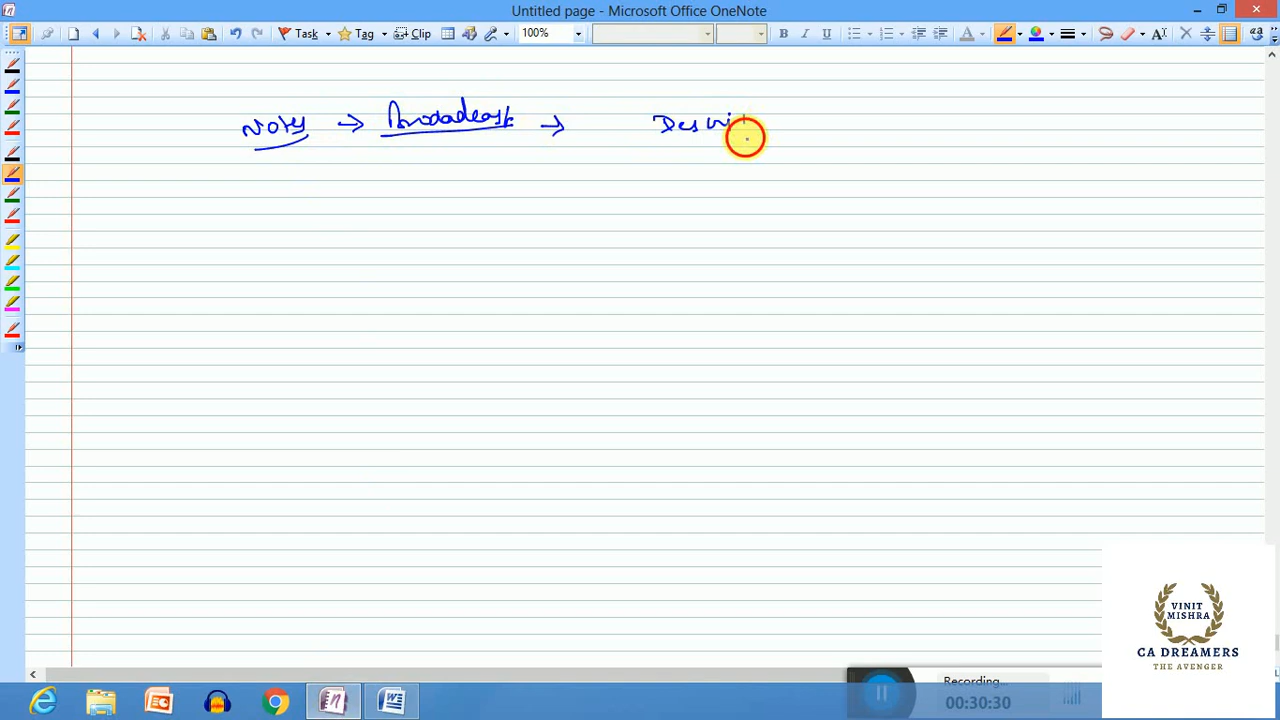 Untitled page - Microsoft Office OneNote
Task Tag Clip 100% B I U
Notes → Broadcast →
Recording...
00:30:30
VINIT
MISHRA
CA DREAMERS
THE AVENGER